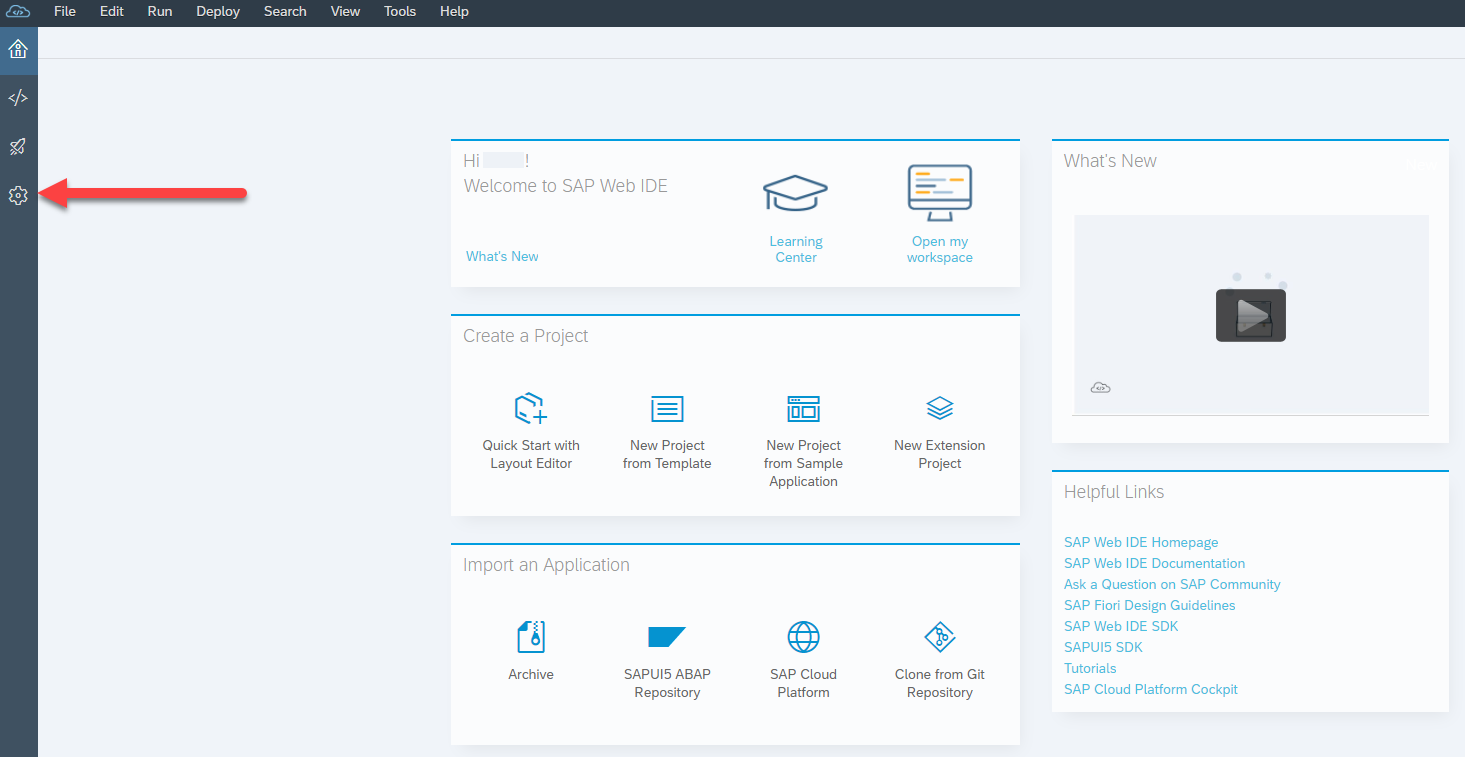 File Edit Run Deploy Search View Tools Help
Hi !
Welcome to SAP Web IDE
What's New
Learning
Center
Open my
workspace
What's New
Create a Project
Quick Start with
Layout Editor
New Project
from Template
New Project
from Sample
Application
New Extension
Project
Import an Application
Archive
SAPUI5 ABAP
Repository
SAP Cloud
Platform
Clone from Git
Repository
Helpful Links
SAP Web IDE Homepage
SAP Web IDE Documentation
Ask a Question on SAP Community
SAP Fiori Design Guidelines
SAP Web IDE SDK
SAPUI5 SDK
Tutorials
SAP Cloud Platform Cockpit